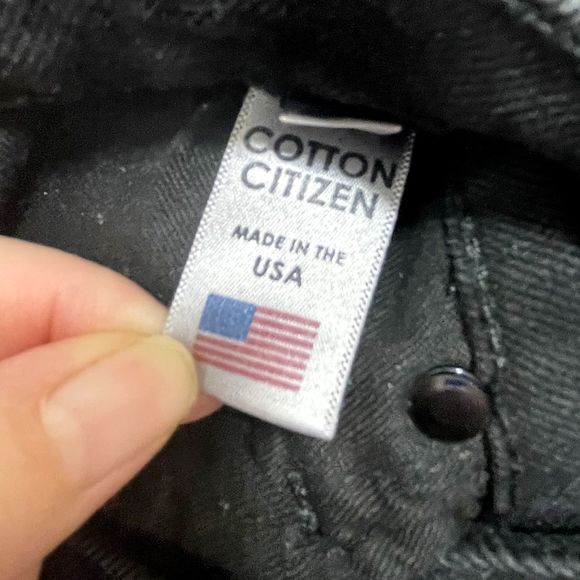 COTTON
CITIZEN
MADE IN THE
USA